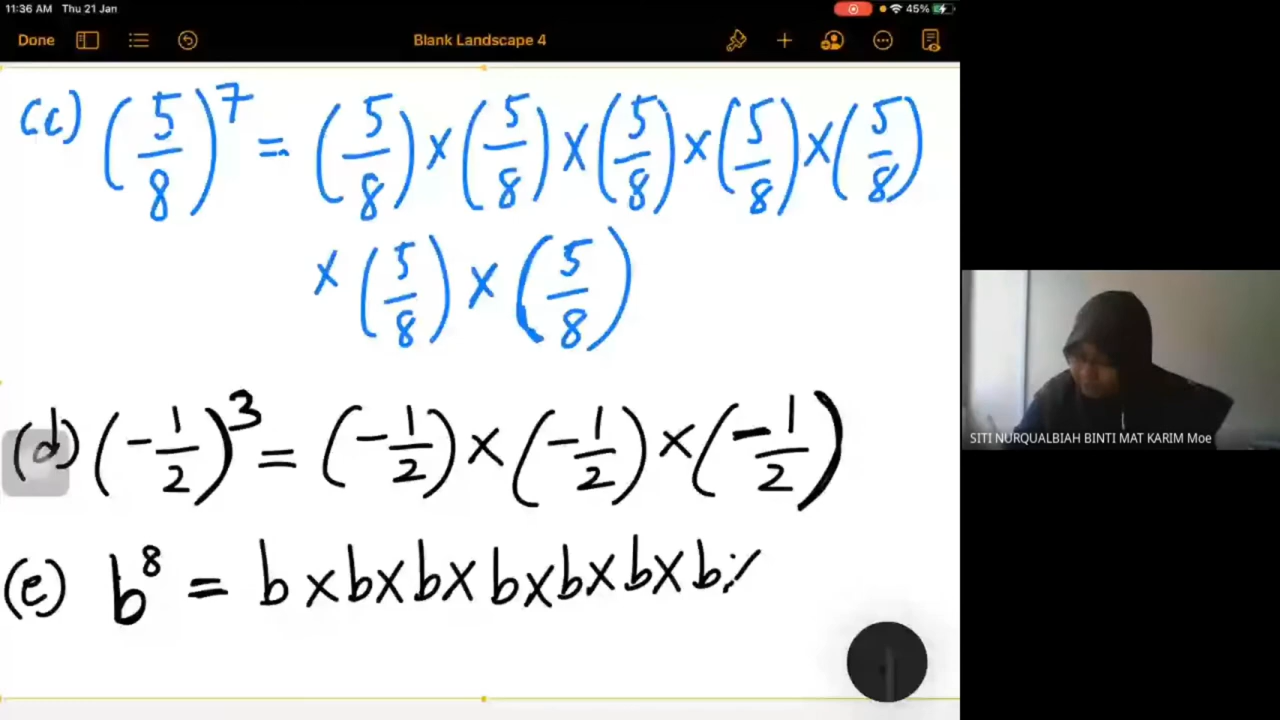 11:36 AM Thu 21 Jan 45%
Done Blank Landscape 4
(c) (5/8)^7 = (5/8) × (5/8) × (5/8) × (5/8) × (5/8)
× (5/8) × (5/8)
(d) (-1/2)^3 = (-1/2) × (-1/2) × (-1/2)
SITI NURQUALBIAH BINTI MAT KARIM Moe
(e) b^8 = b × b × b × b × b × b × b ×